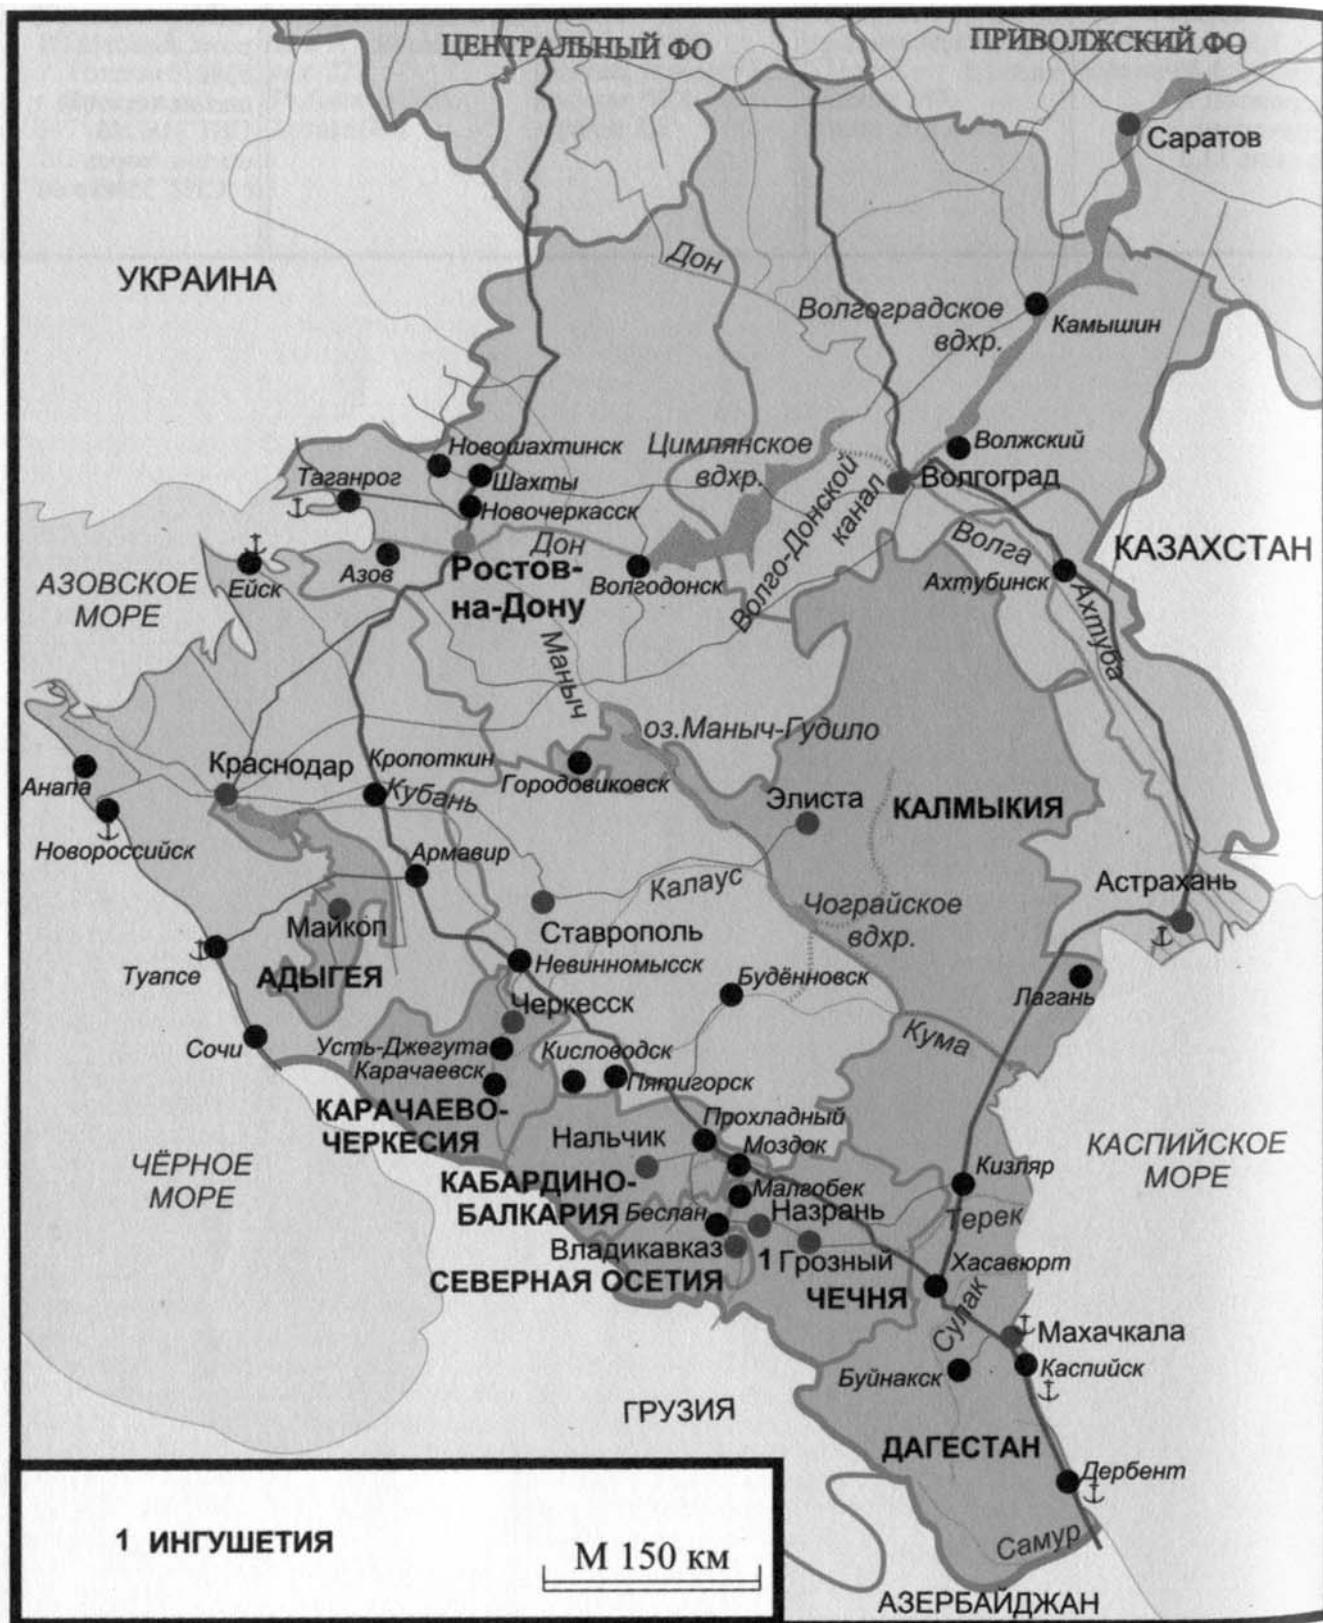 ЦЕНТРАЛЬНЫЙ ФО
ПРИВОЛЖСКИЙ ФО
Саратов
УКРАИНА
Дон
Волгоградское
вдхр.
Камышин
Новошахтинск
Цимлянское
вдхр.
Волжский
Таганрог
Шахты
Волгоград
Новочеркасск
Волго-Донской
канал
Дон
Волга
КАЗАХСТАН
Азов
Ростов-
на-Дону
Волгодонск
Ахтубинск
Ейск
АЗОВСКОЕ
МОРЕ
Ахтуба
Маныч
оз.Маныч-Гудило
Краснодар
Кропоткин
Городовиковск
Анапа
Кубань
Элиста
КАЛМЫКИЯ
Новороссийск
Армавир
Калаус
Астрахань
Чограйское
вдхр.
Майкоп
Ставрополь
Туапсе
АДЫГЕЯ
Невинномысск
Будённовск
Лагань
Черкесск
Сочи
Усть-Джегута
Кисловодск
Кума
Карачаевск
Пятигорск
КАРАЧАЕВО-
ЧЕРКЕСИЯ
Прохладный
Нальчик
Моздок
КАСПИЙСКОЕ
МОРЕ
ЧЁРНОЕ
МОРЕ
Кизляр
КАБАРДИНО-
БАЛКАРИЯ
Малгобек
Беслан
Назрань
Терек
Владикавказ
1 Грозный
Хасавюрт
СЕВЕРНАЯ ОСЕТИЯ
ЧЕЧНЯ
Сулак
Махачкала
Буйнакск
Каспийск
ГРУЗИЯ
ДАГЕСТАН
Дербент
1 ИНГУШЕТИЯ
М 150 км
Самур
АЗЕРБАЙДЖАН